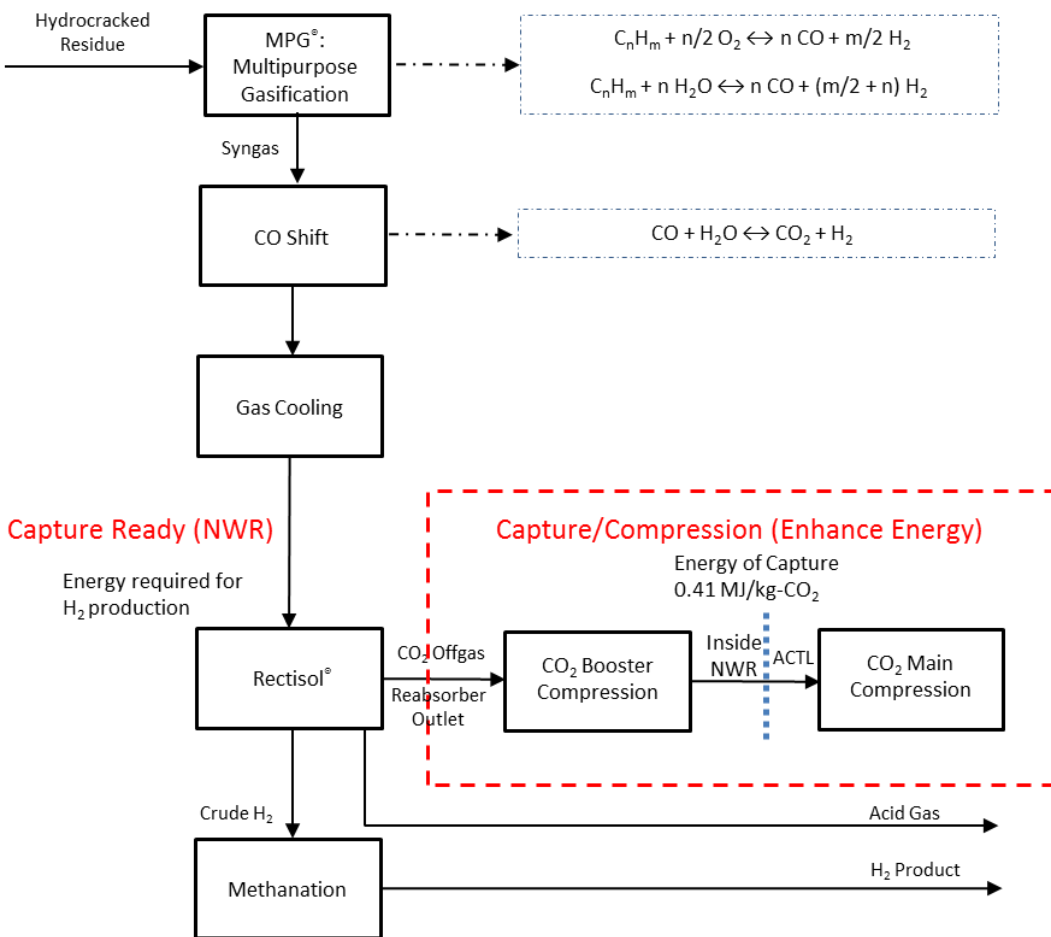 Hydrocracked
Residue
MPG®:
Multipurpose
Gasification
CₙHₘ + n/2 O₂ ↔ n CO + m/2 H₂
CₙHₘ + n H₂O ↔ n CO + (m/2 + n) H₂
Syngas
CO Shift
CO + H₂O ↔ CO₂ + H₂
Gas Cooling
Capture Ready (NWR)
Capture/Compression (Enhance Energy)
Energy of Capture
0.41 MJ/kg-CO₂
Energy required for
H₂ production
Rectisol®
CO₂ Offgas
Reabsorber
Outlet
CO₂ Booster
Compression
Inside
NWR
ACTL
CO₂ Main
Compression
Crude H₂
Acid Gas
Methanation
H₂ Product